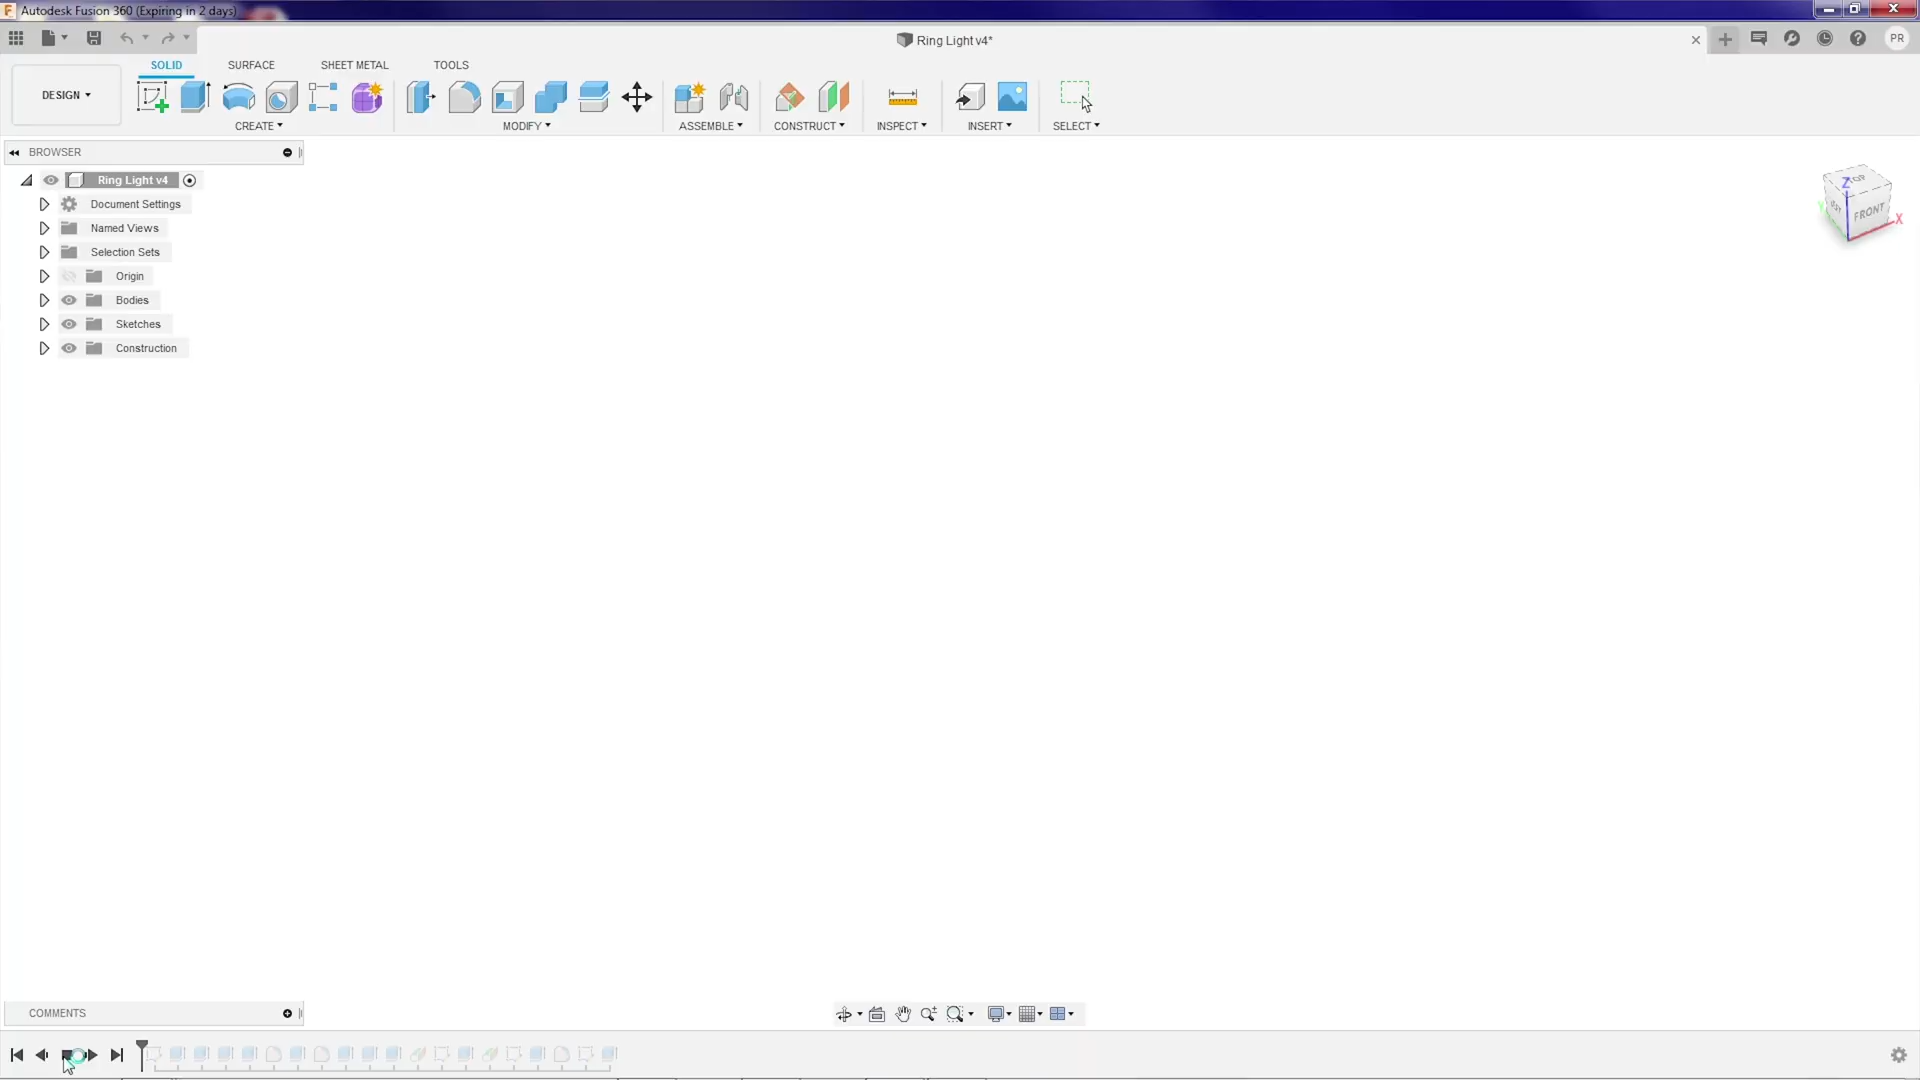 Autodesk Fusion 360 (Expiring in 2 days)
Ring Light v4*
PR
SOLID
SURFACE
SHEET METAL
TOOLS
DESIGN
CREATE
MODIFY
ASSEMBLE
CONSTRUCT
INSPECT
INSERT
SELECT
BROWSER
Ring Light v4
Document Settings
Named Views
Selection Sets
Origin
Bodies
Sketches
Construction
TOP
Z
FRONT
X
COMMENTS